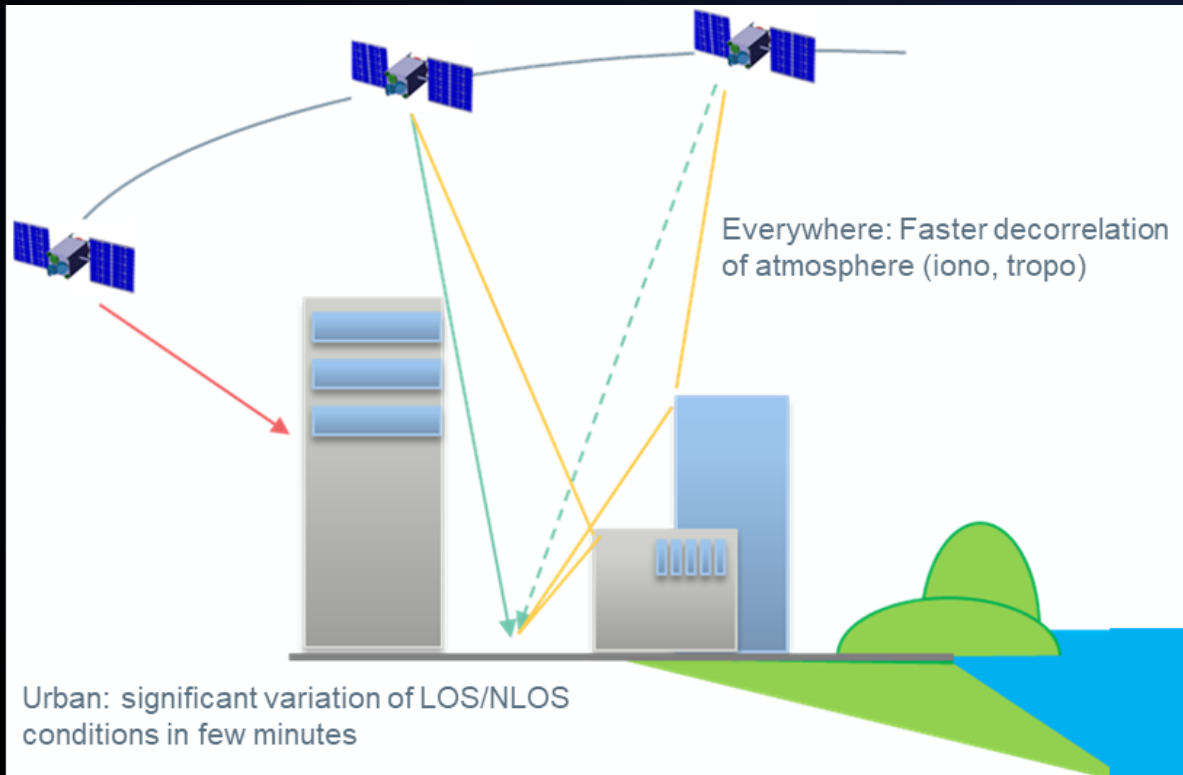 Everywhere: Faster decorrelation
of atmosphere (iono, tropo)
Urban: significant variation of LOS/NLOS
conditions in few minutes